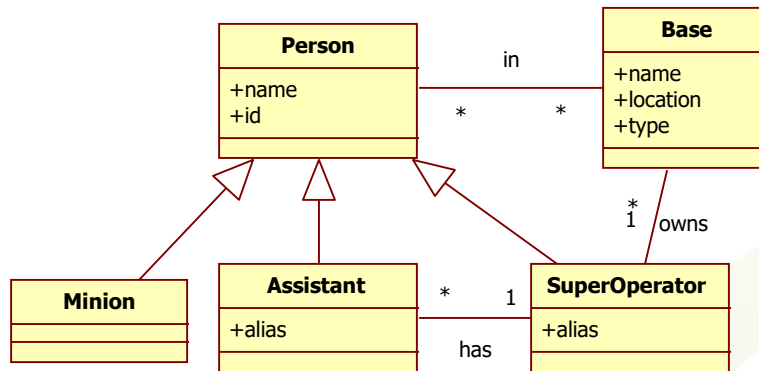 Person
+name
+id
in
*
*
Base
+name
+location
+type
*
1
owns
Minion
Assistant
+alias
*
1
has
SuperOperator
+alias